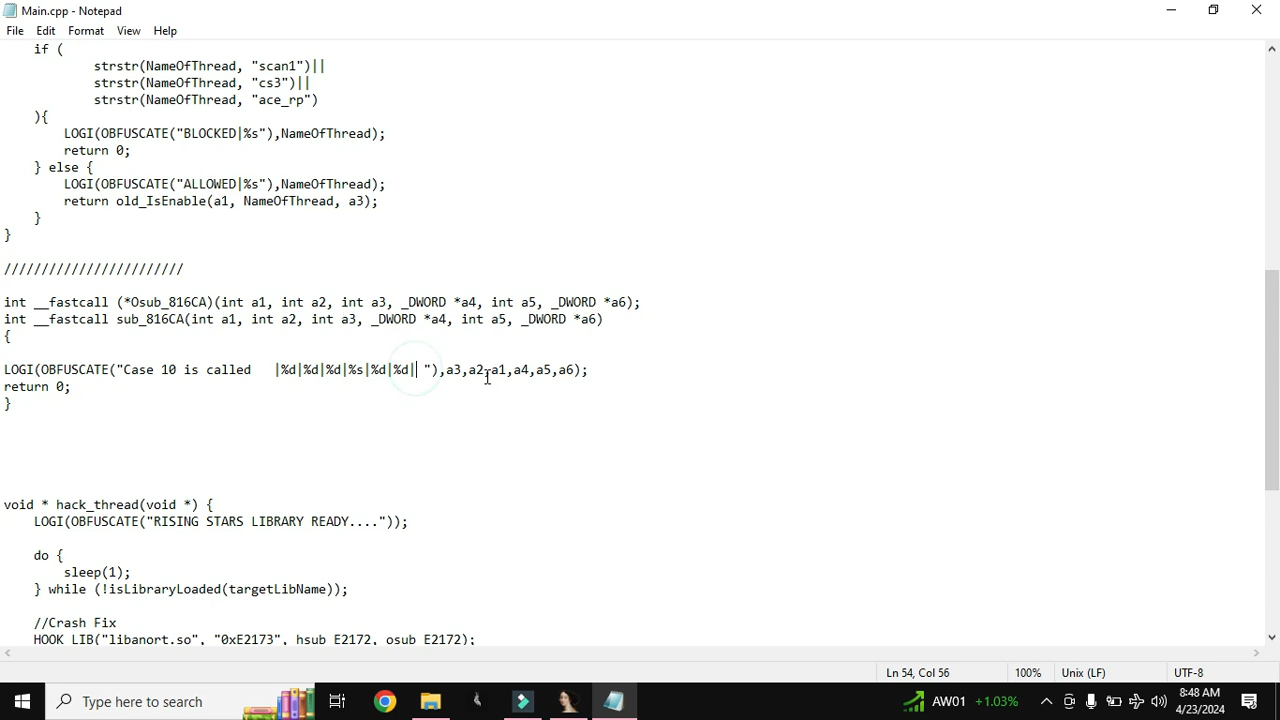 Main.cpp - Notepad
File Edit Format View Help
if (
strstr(NameOfThread, "scan1")||
strstr(NameOfThread, "cs3")||
strstr(NameOfThread, "ace_rp")
){
LOGI(OBFUSCATE("BLOCKED|%s"),NameOfThread);
return 0;
} else {
LOGI(OBFUSCATE("ALLOWED|%s"),NameOfThread);
return old_IsEnable(a1, NameOfThread, a3);
}
}
////////////////////////
int __fastcall (*Osub_816CA)(int a1, int a2, int a3, _DWORD *a4, int a5, _DWORD *a6);
int __fastcall sub_816CA(int a1, int a2, int a3, _DWORD *a4, int a5, _DWORD *a6)
{
LOGI(OBFUSCATE("Case 10 is called   |%d|%d|%d|%s|%d|%d| "),a3,a2,a1,a4,a5,a6);
return 0;
}
void * hack_thread(void *) {
LOGI(OBFUSCATE("RISING STARS LIBRARY READY...."));
do {
sleep(1);
} while (!isLibraryLoaded(targetLibName));
//Crash Fix
HOOK_LIB("libanort.so", "0xE2173", hsub_E2172, osub_E2172);
Ln 54, Col 56 100% Unix (LF) UTF-8
Type here to search AW01 +1.03% 8:48 AM
4/23/2024